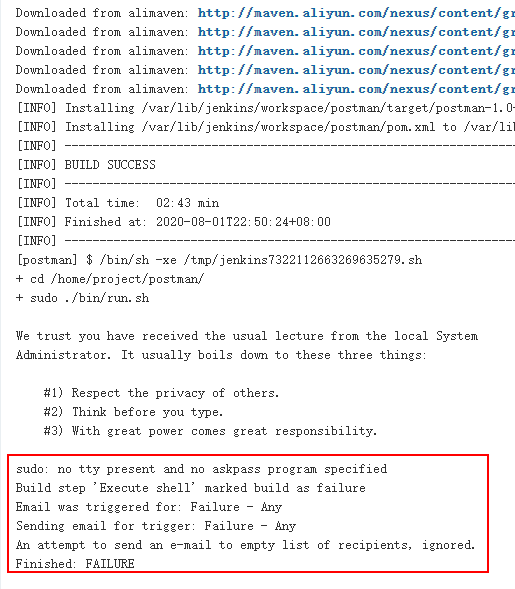 Downloaded from alimaven: http://maven.aliyun.com/nexus/content/gr
Downloaded from alimaven: http://maven.aliyun.com/nexus/content/gr
Downloaded from alimaven: http://maven.aliyun.com/nexus/content/gr
Downloaded from alimaven: http://maven.aliyun.com/nexus/content/gr
Downloaded from alimaven: http://maven.aliyun.com/nexus/content/gr
[INFO] Installing /var/lib/jenkins/workspace/postman/target/postman-1.0-
[INFO] Installing /var/lib/jenkins/workspace/postman/pom.xml to /var/lib
[INFO] ------------------------------------------------------------------------
[INFO] BUILD SUCCESS
[INFO] ------------------------------------------------------------------------
[INFO] Total time:  02:43 min
[INFO] Finished at: 2020-08-01T22:50:24+08:00
[INFO] ------------------------------------------------------------------------
[postman] $ /bin/sh -xe /tmp/jenkins7322112663269635279.sh
+ cd /home/project/postman/
+ sudo ./bin/run.sh
We trust you have received the usual lecture from the local System
Administrator. It usually boils down to these three things:
#1) Respect the privacy of others.
#2) Think before you type.
#3) With great power comes great responsibility.
sudo: no tty present and no askpass program specified
Build step 'Execute shell' marked build as failure
Email was triggered for: Failure - Any
Sending email for trigger: Failure - Any
An attempt to send an e-mail to empty list of recipients, ignored.
Finished: FAILURE